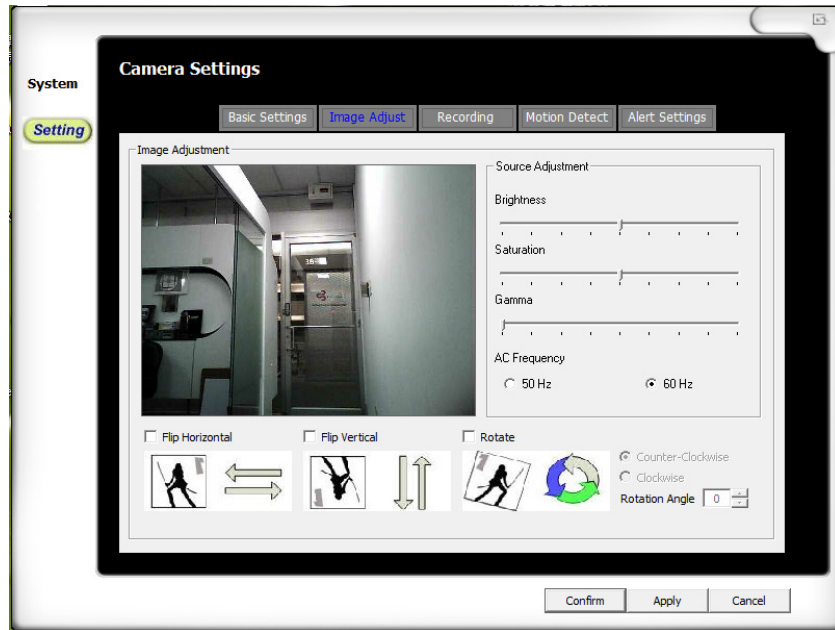 Camera Settings
System
Setting
Basic Settings
Image Adjust
Recording
Motion Detect
Alert Settings
Image Adjustment
Source Adjustment
Brightness
Saturation
Gamma
AC Frequency
50 Hz
60 Hz
Flip Horizontal
Flip Vertical
Rotate
Counter-Clockwise
Clockwise
Rotation Angle
0
Confirm
Apply
Cancel